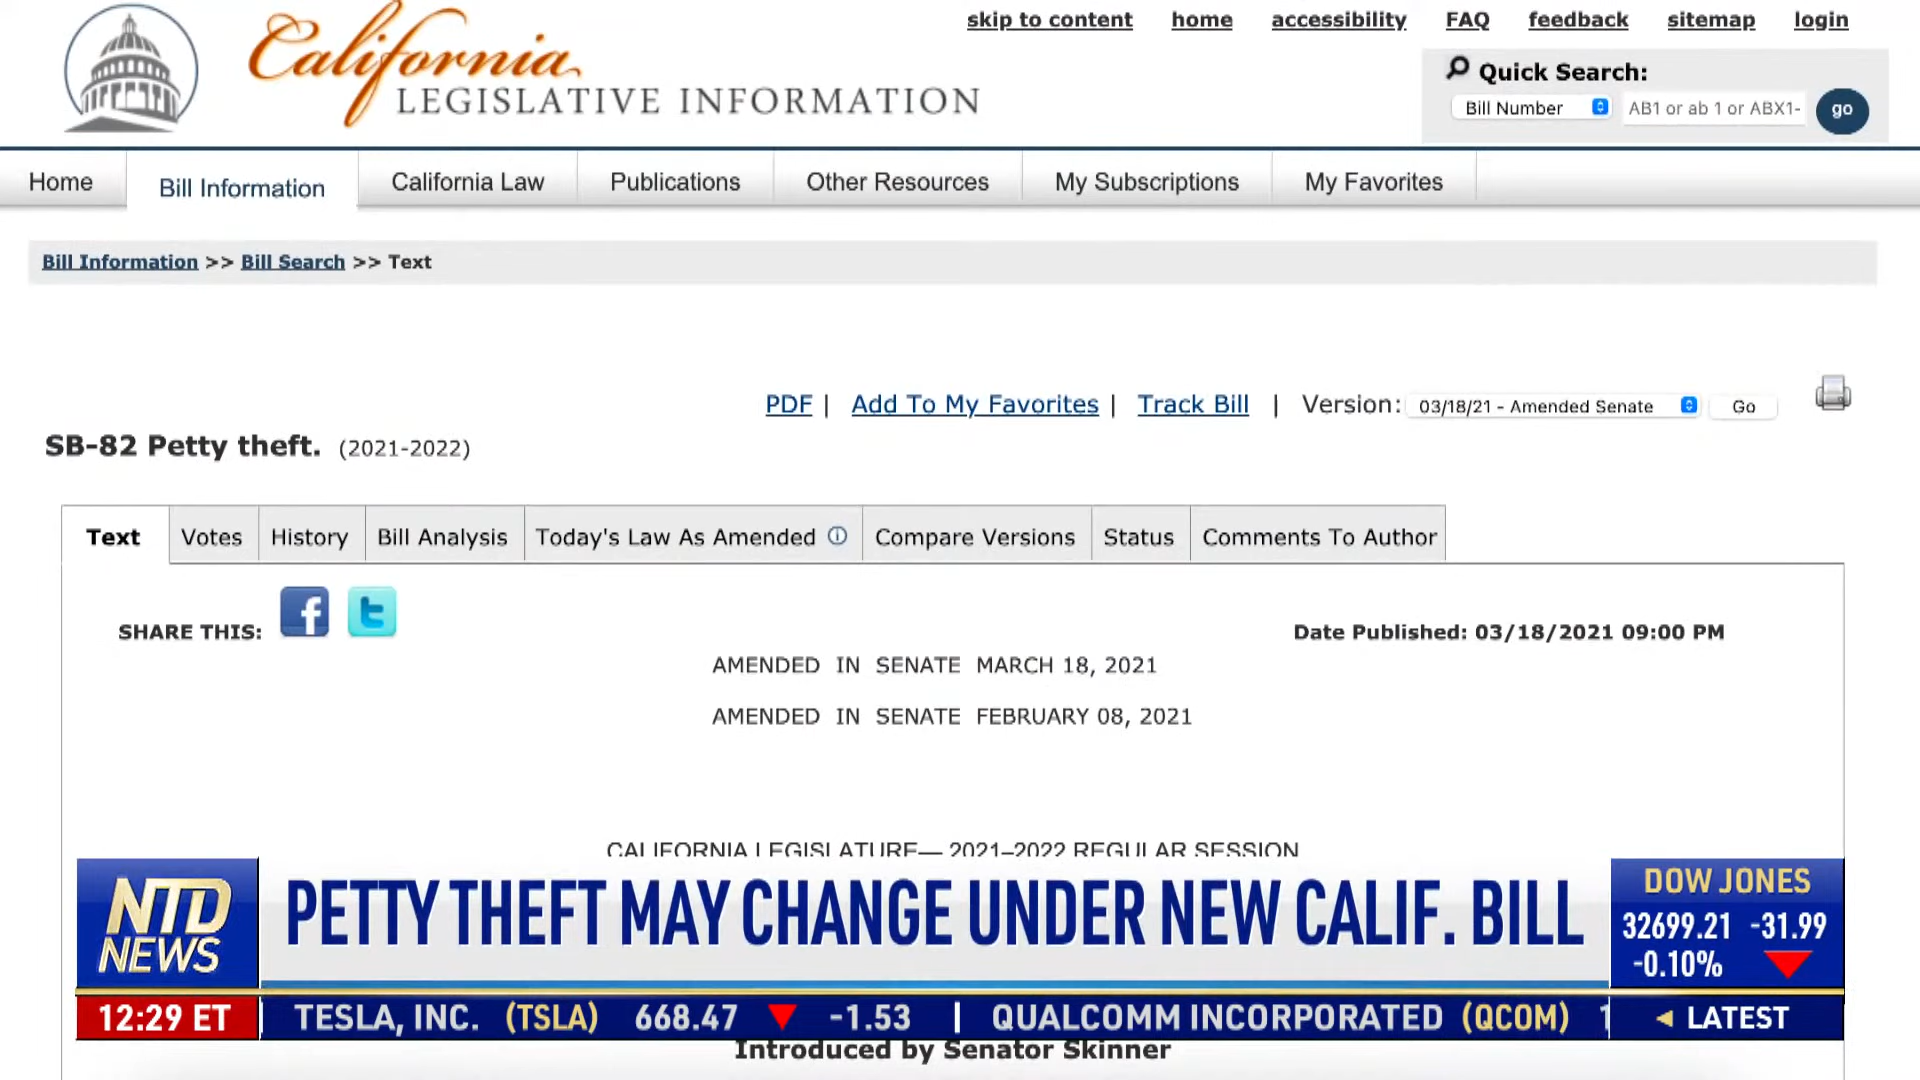 California
LEGISLATIVE INFORMATION
skip to content home accessibility FAQ feedback sitemap login
Quick Search:
Bill Number AB1 or ab 1 or ABX1- go
Home Bill Information California Law Publications Other Resources My Subscriptions My Favorites
Bill Information >> Bill Search >> Text
PDF | Add To My Favorites | Track Bill | Version: 03/18/21 - Amended Senate Go
SB-82 Petty theft. (2021-2022)
Text Votes History Bill Analysis Today's Law As Amended Compare Versions Status Comments To Author
SHARE THIS: f t
Date Published: 03/18/2021 09:00 PM
AMENDED IN SENATE MARCH 18, 2021
AMENDED IN SENATE FEBRUARY 08, 2021
CALIFORNIA LEGISLATURE— 2021–2022 REGULAR SESSION
NTD
NEWS
PETTY THEFT MAY CHANGE UNDER NEW CALIF. BILL
DOW JONES
32699.21 -31.99
-0.10%
12:29 ET TESLA, INC. (TSLA) 668.47 -1.53 | QUALCOMM INCORPORATED (QCOM) LATEST
Introduced by Senator Skinner